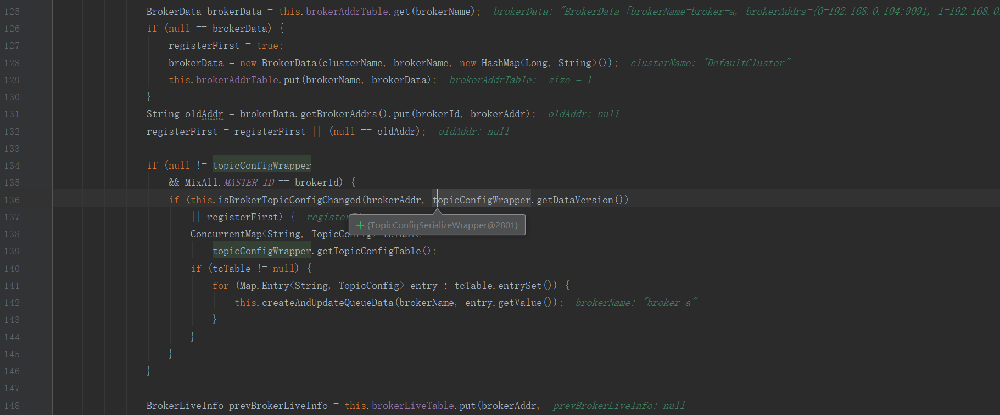 125 BrokerData brokerData = this.brokerAddrTable.get(brokerName); brokerData: "BrokerData [brokerName=broker-a, brokerAddrs={0=192.168.0.104:9091, 1=192.168.0.
126 if (null == brokerData) {
127 registerFirst = true;
128 brokerData = new BrokerData(clusterName, brokerName, new HashMap<Long, String>()); clusterName: "DefaultCluster"
129 this.brokerAddrTable.put(brokerName, brokerData); brokerAddrTable: size = 1
130 }
131 String oldAddr = brokerData.getBrokerAddrs().put(brokerId, brokerAddr); oldAddr: null
132 registerFirst = registerFirst || (null == oldAddr); oldAddr: null
133
134 if (null != topicConfigWrapper
135 && MixAll.MASTER_ID == brokerId) {
136 if (this.isBrokerTopicConfigChanged(brokerAddr, topicConfigWrapper.getDataVersion())
137 || registerFirst) { register
+ {TopicConfigSerializeWrapper@2801}
138 ConcurrentMap<String, TopicConfig> tcTable
139 topicConfigWrapper.getTopicConfigTable();
140 if (tcTable != null) {
141 for (Map.Entry<String, TopicConfig> entry : tcTable.entrySet()) {
142 this.createAndUpdateQueueData(brokerName, entry.getValue()); brokerName: "broker-a"
143 }
144 }
145 }
146 }
147
148 BrokerLiveInfo prevBrokerLiveInfo = this.brokerLiveTable.put(brokerAddr, prevBrokerLiveInfo: null